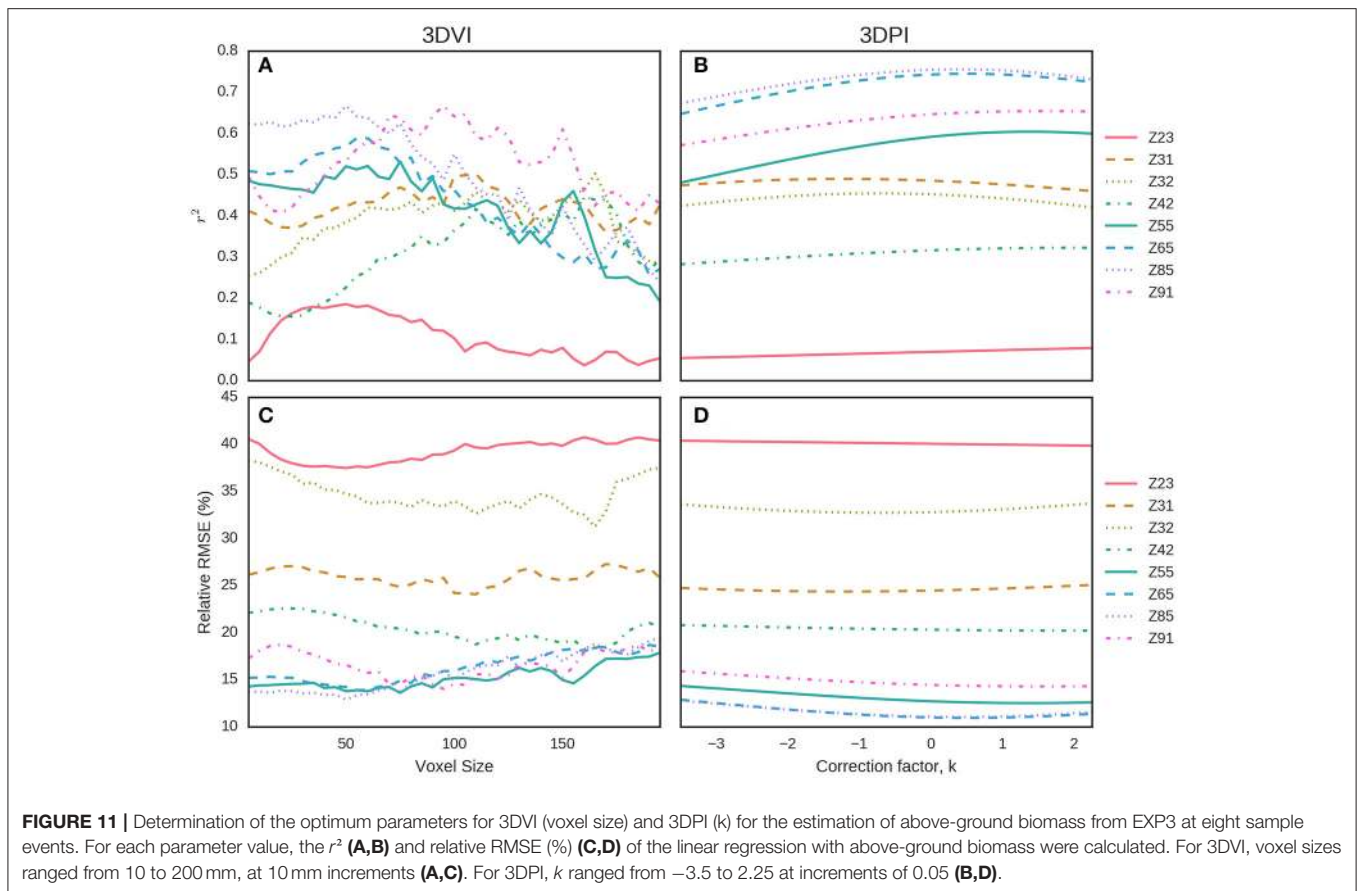 3DVI
3DPI
A
B
0.8
0.7
0.6
0.5
0.4
0.3
0.2
0.1
0.0
r²
Z23
Z31
Z32
Z42
Z55
Z65
Z85
Z91
C
D
45
40
35
30
25
20
15
10
Relative RMSE (%)
Z23
Z31
Z32
Z42
Z55
Z65
Z85
Z91
50 100 150
Voxel Size
−3 −2 −1 0 1 2
Correction factor, k
FIGURE 11 | Determination of the optimum parameters for 3DVI (voxel size) and 3DPI (k) for the estimation of above-ground biomass from EXP3 at eight sample
events. For each parameter value, the r² (A,B) and relative RMSE (%) (C,D) of the linear regression with above-ground biomass were calculated. For 3DVI, voxel sizes
ranged from 10 to 200 mm, at 10 mm increments (A,C). For 3DPI, k ranged from −3.5 to 2.25 at increments of 0.05 (B,D).